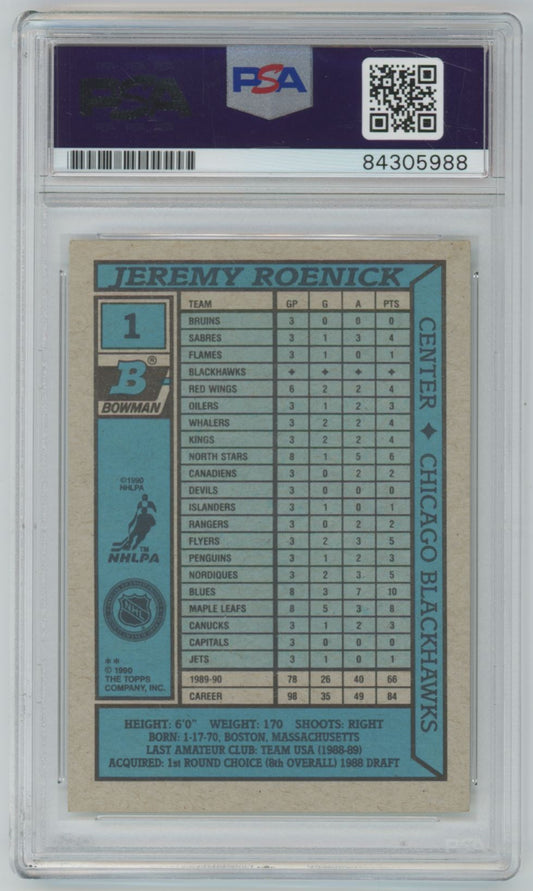 PSA
PSA
84305988
JEREMY ROENICK
1
B®
BOWMAN
©1990
NHLPA
TM
NHLPA
NHL
**
© 1990
THE TOPPS
COMPANY, INC.
TEAM GP G A PTS
BRUINS 3 0 0 0
SABRES 3 1 3 4
FLAMES 3 1 0 1
BLACKHAWKS ✦ ✦ ✦ ✦
RED WINGS 6 2 2 4
OILERS 3 1 2 3
WHALERS 3 2 2 4
KINGS 3 2 2 4
NORTH STARS 8 1 5 6
CANADIENS 3 0 2 2
DEVILS 3 0 0 0
ISLANDERS 3 1 0 1
RANGERS 3 0 2 2
FLYERS 3 2 3 5
PENGUINS 3 1 2 3
NORDIQUES 3 2 3 5
BLUES 8 3 7 10
MAPLE LEAFS 8 5 3 8
CANUCKS 3 1 2 3
CAPITALS 3 0 0 0
JETS 3 1 0 1
1989-90 78 26 40 66
CAREER 98 35 49 84
CENTER ✦ CHICAGO BLACKHAWKS
HEIGHT: 6'0" WEIGHT: 170 SHOOTS: RIGHT
BORN: 1-17-70, BOSTON, MASSACHUSETTS
LAST AMATEUR CLUB: TEAM USA (1988-89)
ACQUIRED: 1st ROUND CHOICE (8th OVERALL) 1988 DRAFT
PSA